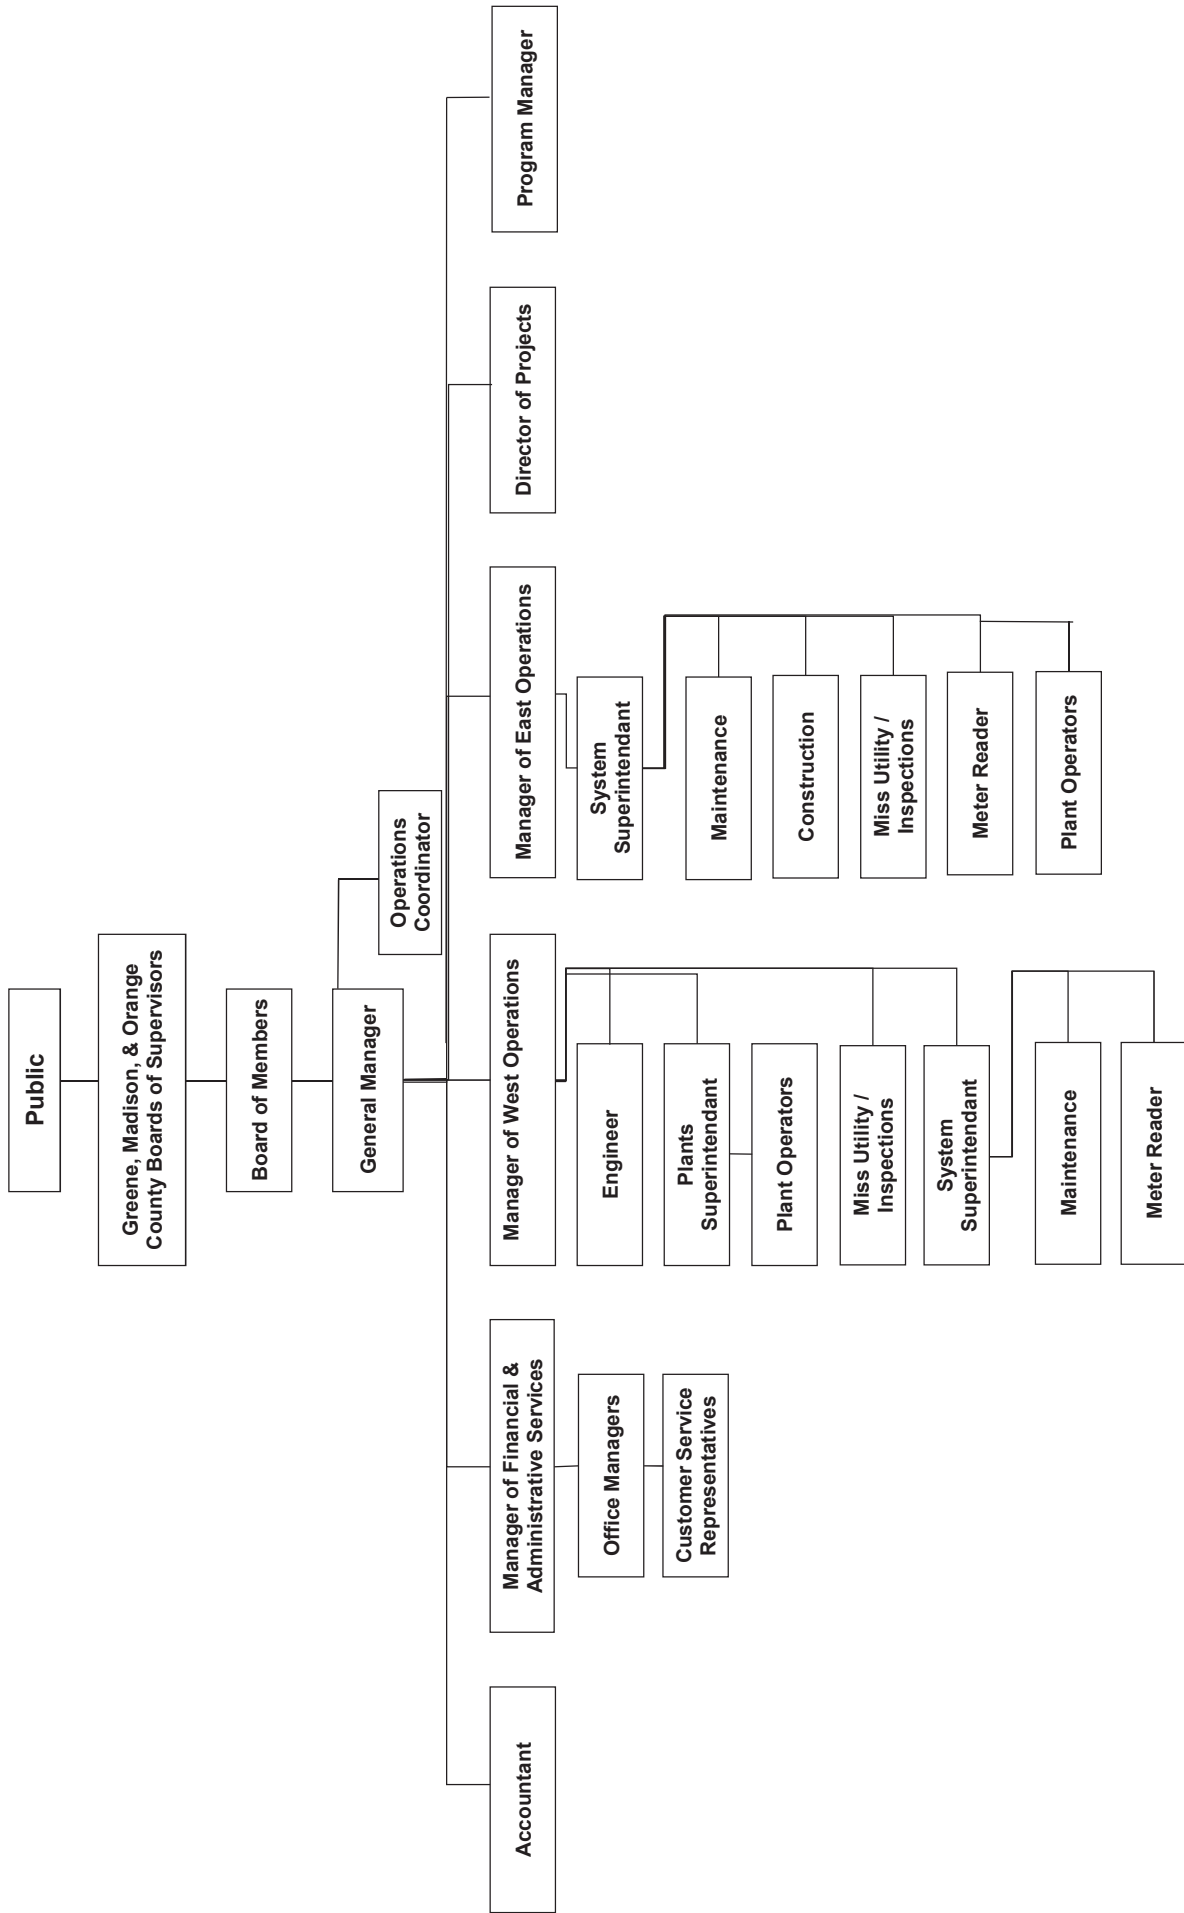 Public
Greene, Madison, & Orange
County Boards of Supervisors
Board of Members
General Manager
Operations
Coordinator
Accountant
Manager of Financial &
Administrative Services
Office Managers
Customer Service
Representatives
Manager of West Operations
Engineer
Plants
Superintendant
Plant Operators
Miss Utility /
Inspections
System
Superintendant
Maintenance
Meter Reader
Manager of East Operations
System
Superintendant
Maintenance
Construction
Miss Utility /
Inspections
Meter Reader
Plant Operators
Director of Projects
Program Manager